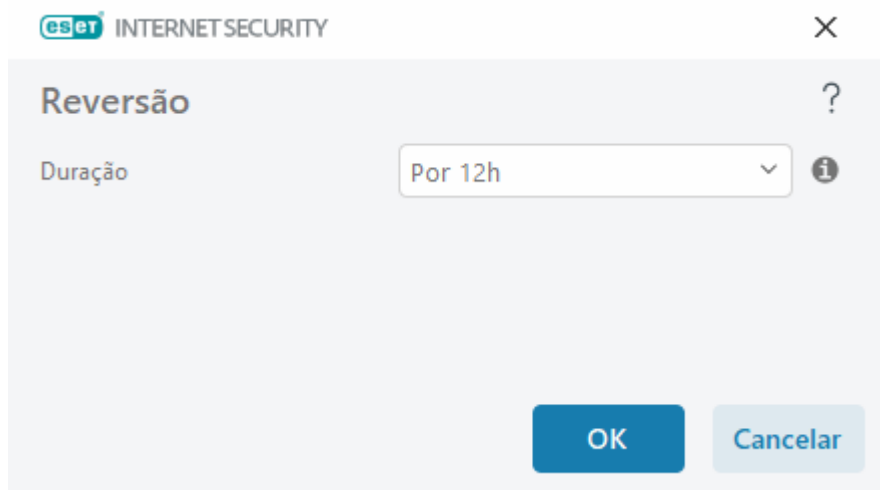 eset INTERNET SECURITY
Reversão
?
Duração
Por 12h
OK
Cancelar